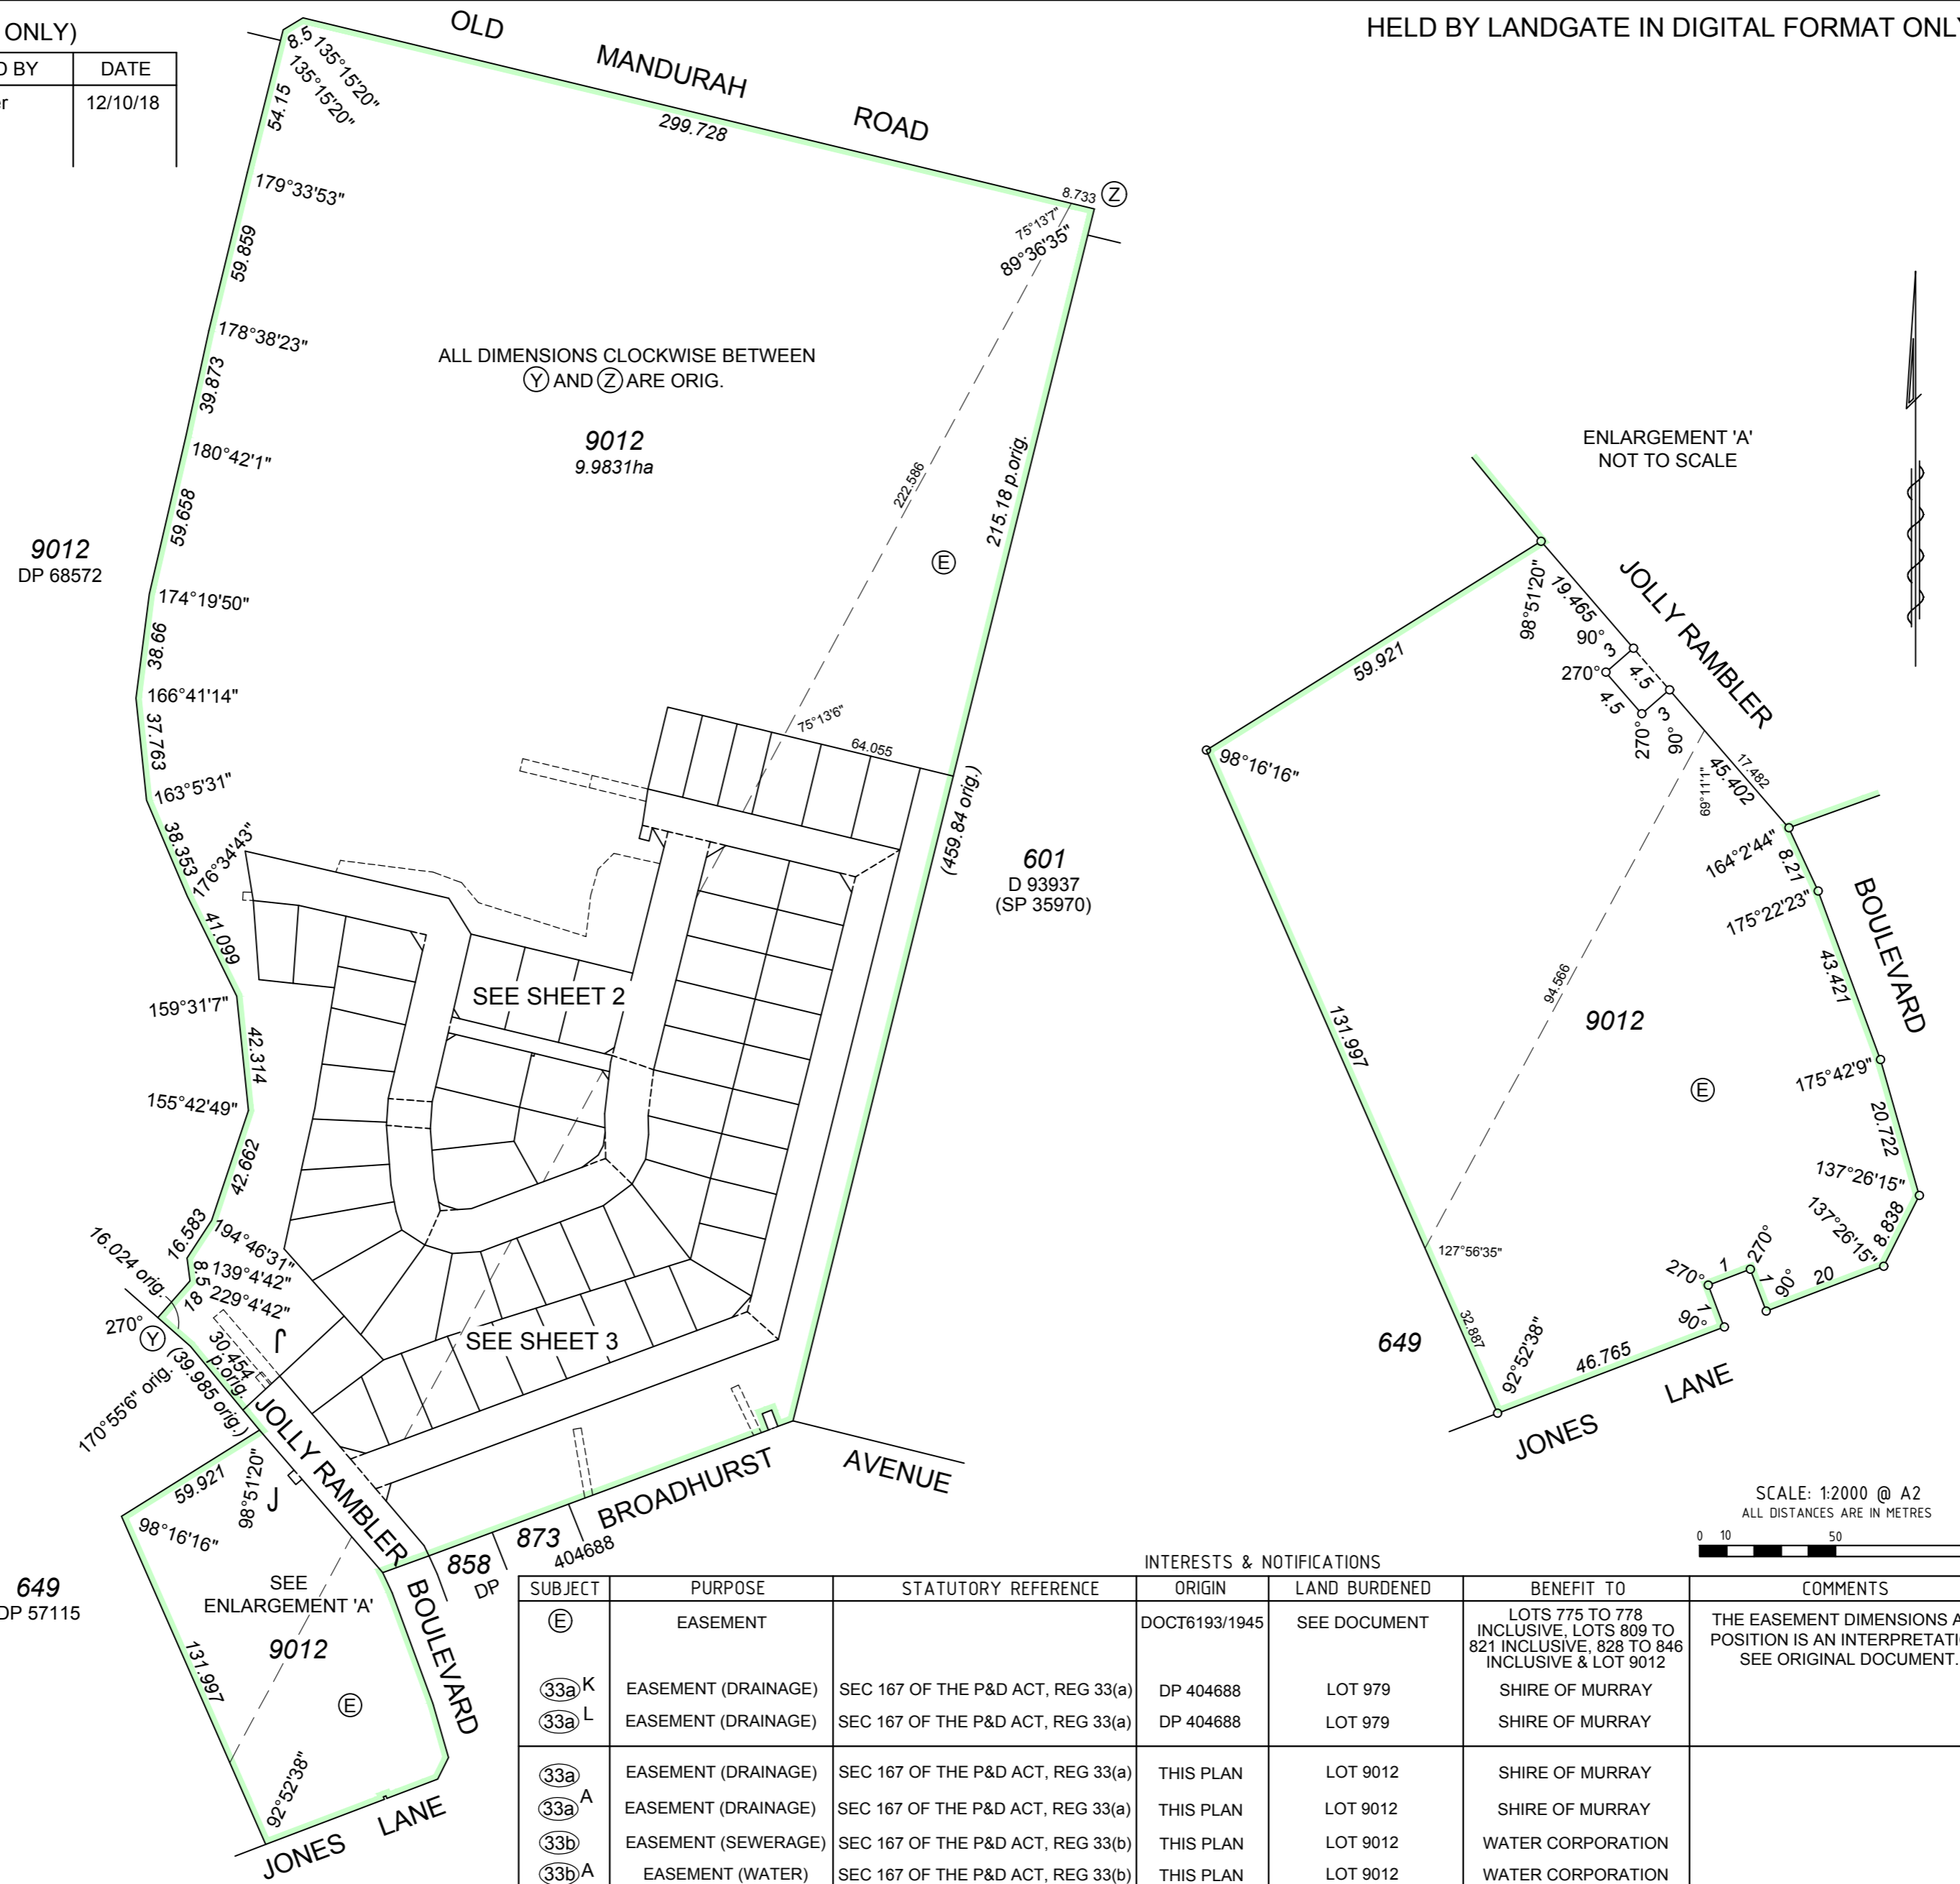 ONLY)
D BY DATE
er 12/10/18
HELD BY LANDGATE IN DIGITAL FORMAT ONLY
OLD MANDURAH ROAD
8.5
135°15'20"
135°15'20"
54.15
299.728
8.733 Z
179°33'53"
75°13'7"
89°36'35"
59.859
178°38'23"
ALL DIMENSIONS CLOCKWISE BETWEEN
Y AND Z ARE ORIG.
39.873
9012
9.9831ha
180°42'1"
59.658
222.586
215.18 p.orig.
E
9012
DP 68572
174°19'50"
38.66
166°41'14"
37.763
75°13'6"
64.055
163°5'31"
38.353
176°34'43"
(459.84 orig.)
601
D 93937
(SP 35970)
41.099
SEE SHEET 2
159°31'7"
42.314
155°42'49"
42.662
16.583
194°46'31"
16.024 orig.
8.5
139°4'42"
18
229°4'42"
270°
Y
30.454
p.orig.
(39.985 orig.)
170°55'6" orig.
SEE SHEET 3
JOLLY RAMBLER
BOULEVARD
BROADHURST
AVENUE
59.921
98°51'20"
98°16'16"
873
858
DP
404688
SEE
ENLARGEMENT 'A'
9012
649
DP 57115
131.997
E
92°52'38"
JONES LANE
ENLARGEMENT 'A'
NOT TO SCALE
JOLLY RAMBLER
98°51'20"
19.465
59.921
90°
3
270°
4.5
4.5
3
270°
90°
98°16'16"
17.482
45.402
69°11'1"
164°2'44"
8.21
175°22'23"
BOULEVARD
43.421
94.566
9012
131.997
E
175°42'9"
20.722
137°26'15"
8.838
137°26'15"
127°56'35"
270°
1
270°
1
90°
20
1
90°
32.887
649
92°52'38"
46.765
JONES LANE
SCALE: 1:2000 @ A2
ALL DISTANCES ARE IN METRES
0 10 50
INTERESTS & NOTIFICATIONS
SUBJECT PURPOSE STATUTORY REFERENCE ORIGIN LAND BURDENED BENEFIT TO COMMENTS
E EASEMENT DOCT6193/1945 SEE DOCUMENT
LOTS 775 TO 778
INCLUSIVE, LOTS 809 TO
821 INCLUSIVE, 828 TO 846
INCLUSIVE & LOT 9012
THE EASEMENT DIMENSIONS A
POSITION IS AN INTERPRETATI
SEE ORIGINAL DOCUMENT.
33a K EASEMENT (DRAINAGE) SEC 167 OF THE P&D ACT, REG 33(a) DP 404688 LOT 979 SHIRE OF MURRAY
33a L EASEMENT (DRAINAGE) SEC 167 OF THE P&D ACT, REG 33(a) DP 404688 LOT 979 SHIRE OF MURRAY
33a EASEMENT (DRAINAGE) SEC 167 OF THE P&D ACT, REG 33(a) THIS PLAN LOT 9012 SHIRE OF MURRAY
33a A EASEMENT (DRAINAGE) SEC 167 OF THE P&D ACT, REG 33(a) THIS PLAN LOT 9012 SHIRE OF MURRAY
33b EASEMENT (SEWERAGE) SEC 167 OF THE P&D ACT, REG 33(b) THIS PLAN LOT 9012 WATER CORPORATION
33b A EASEMENT (WATER) SEC 167 OF THE P&D ACT, REG 33(b) THIS PLAN LOT 9012 WATER CORPORATION